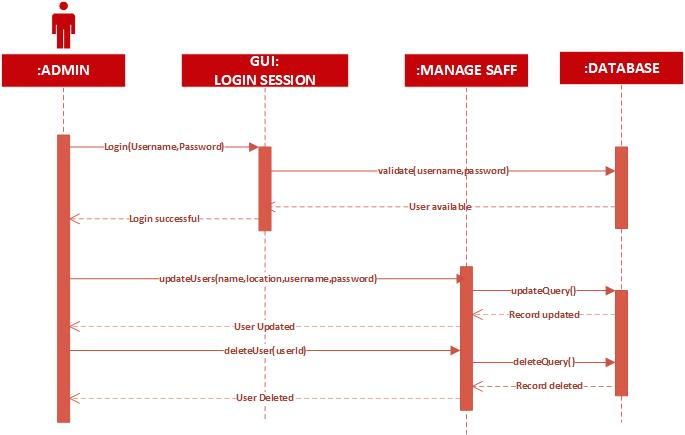 :ADMIN
GUI:
LOGIN SESSION
:MANAGE SAFF
:DATABASE
Login(Username,Password)
validate(username,password)
User available
Login successful
updateUsers(name,location,username,password)
updateQuery()
Record updated
User Updated
deleteUser(userId)
deleteQuery()
Record deleted
User Deleted